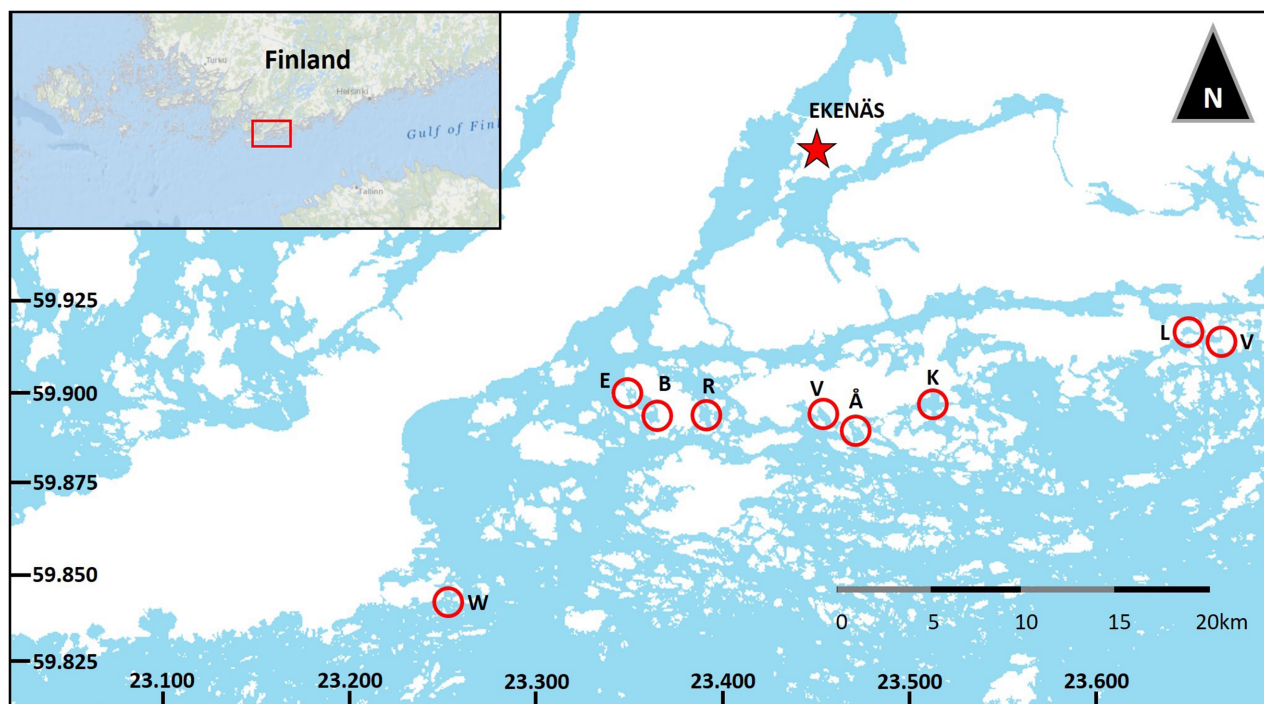 Finland
Turku
Helsinki
Gulf of Fin
Tallinn
EKENÄS
N
59.925
L
V
E
B
R
V
Å
K
59.900
59.875
59.850
W
0
5
10
15
20km
59.825
23.100
23.200
23.300
23.400
23.500
23.600